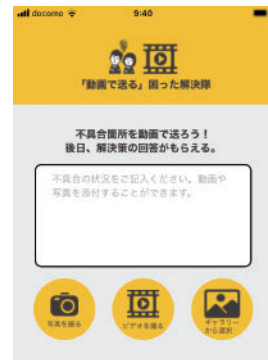 docomo 9:40
「動画で送る」困った解決隊
不具合箇所を動画で送ろう！
後日、解決策の回答がもらえる。
不具合の状況をご記入ください。動画や
写真を添付することができます。
写真を撮る
ビデオを撮る
ギャラリー
から選択